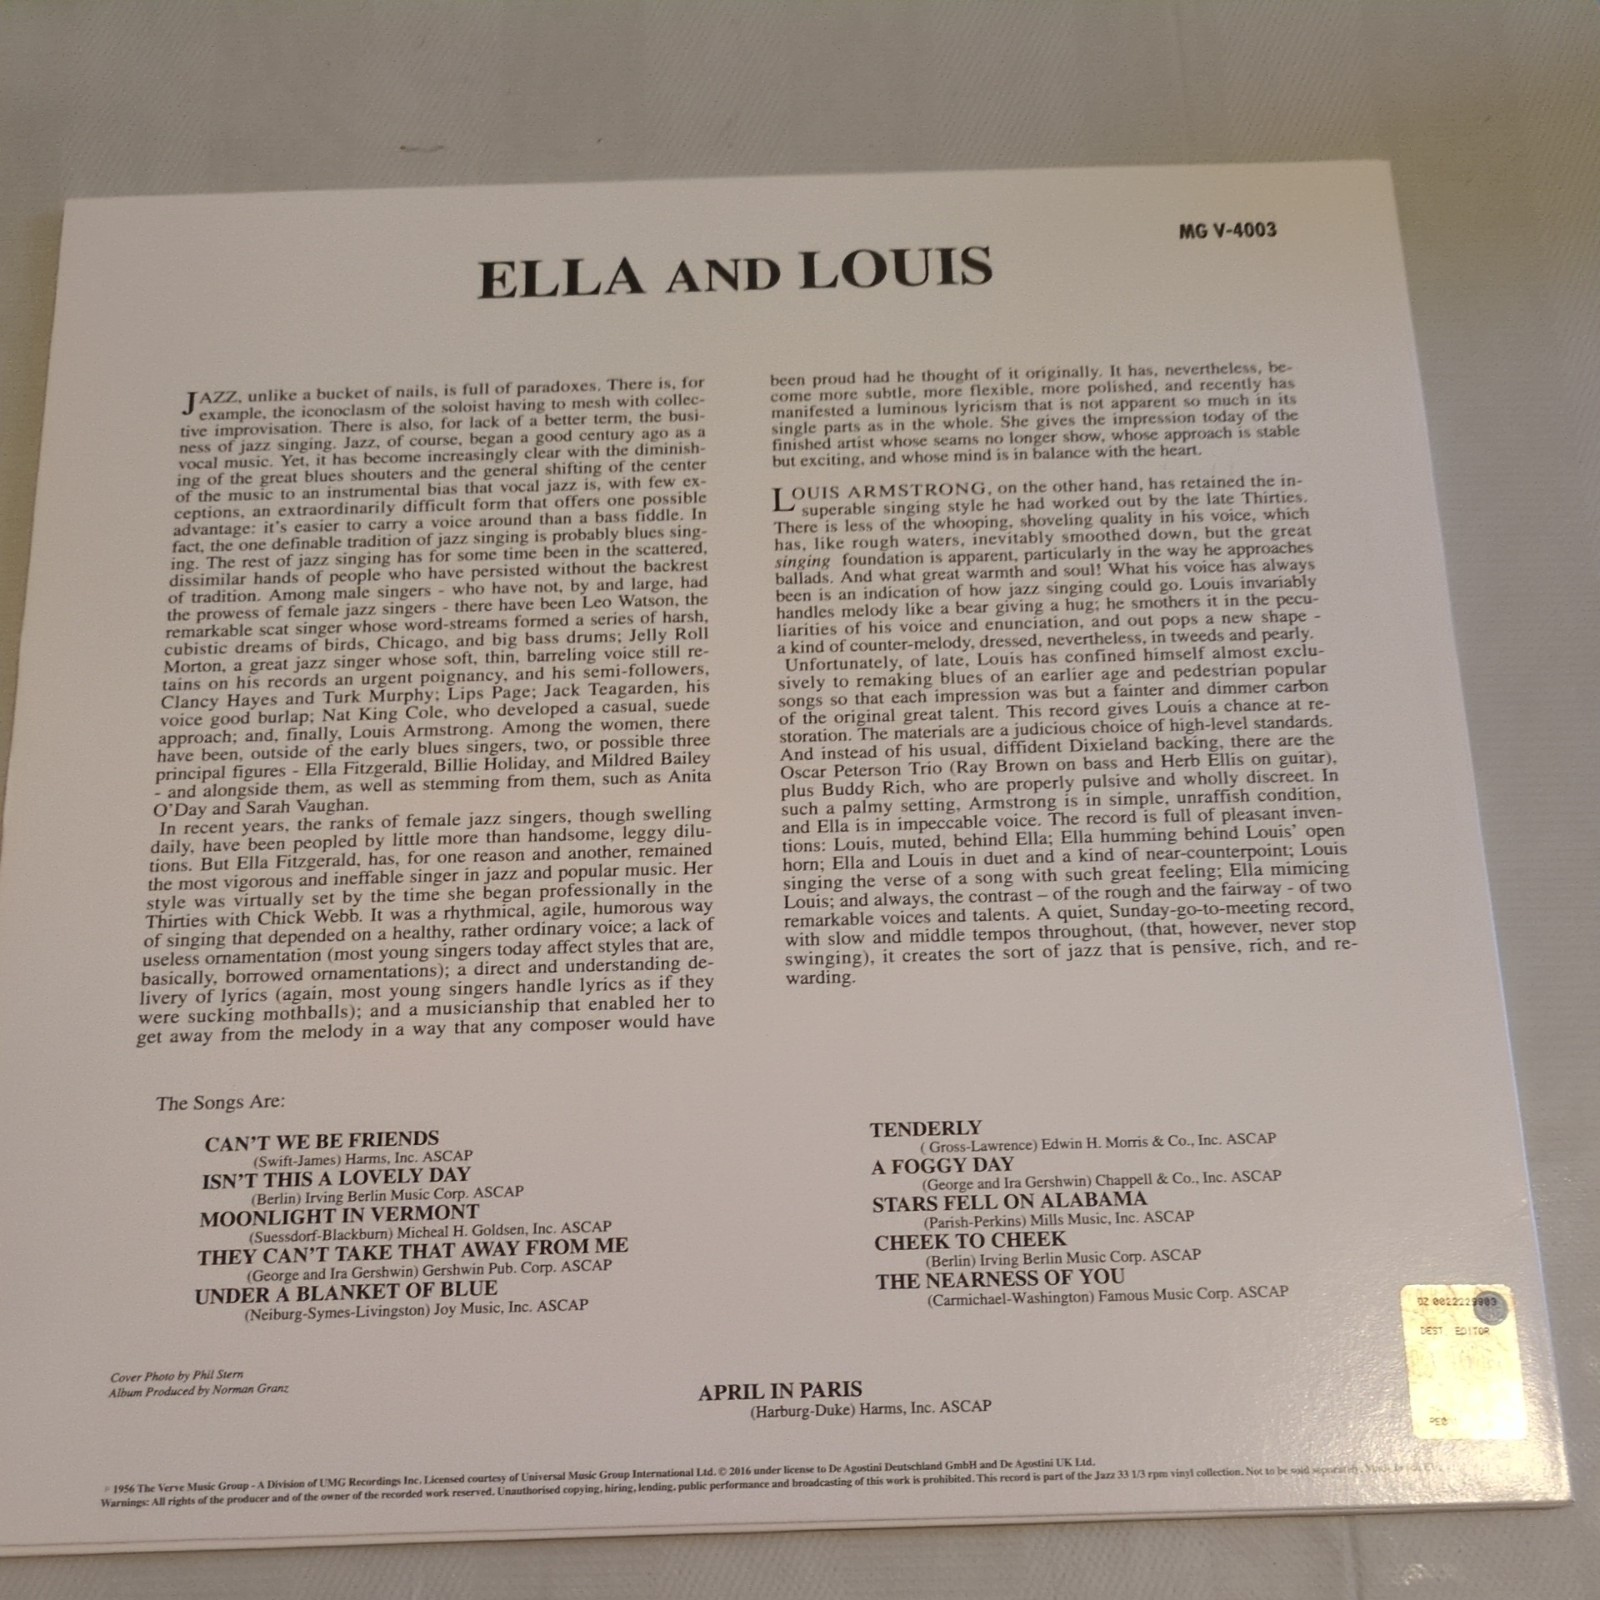 MG V-4003
ELLA AND LOUIS
JAZZ, unlike a bucket of nails, is full of paradoxes. There is, for
example, the iconoclasm of the soloist having to mesh with collec-
tive improvisation. There is also, for lack of a better term, the busi-
ness of jazz singing. Jazz, of course, began a good century ago as a
vocal music. Yet, it has become increasingly clear with the diminish-
ing of the great blues shouters and the general shifting of the center
of the music to an instrumental bias that vocal jazz is, with few ex-
ceptions, an extraordinarily difficult form that offers one possible
advantage: it's easier to carry a voice around than a bass fiddle. In
fact, the one definable tradition of jazz singing is probably blues sing-
ing. The rest of jazz singing has for some time been in the scattered,
dissimilar hands of people who have persisted without the backrest
of tradition. Among male singers - who have not, by and large, had
the prowess of female jazz singers - there have been Leo Watson, the
remarkable scat singer whose word-streams formed a series of harsh,
cubistic dreams of birds, Chicago, and big bass drums; Jelly Roll
Morton, a great jazz singer whose soft, thin, barreling voice still re-
tains on his records an urgent poignancy, and his semi-followers,
Clancy Hayes and Turk Murphy; Lips Page; Jack Teagarden, his
voice good burlap; Nat King Cole, who developed a casual, suede
approach; and, finally, Louis Armstrong. Among the women, there
have been, outside of the early blues singers, two, or possible three
principal figures - Ella Fitzgerald, Billie Holiday, and Mildred Bailey
- and alongside them, as well as stemming from them, such as Anita
O'Day and Sarah Vaughan.
In recent years, the ranks of female jazz singers, though swelling
daily, have been peopled by little more than handsome, leggy dilu-
tions. But Ella Fitzgerald, has, for one reason and another, remained
the most vigorous and ineffable singer in jazz and popular music. Her
style was virtually set by the time she began professionally in the
Thirties with Chick Webb. It was a rhythmical, agile, humorous way
of singing that depended on a healthy, rather ordinary voice; a lack of
useless ornamentation (most young singers today affect styles that are,
basically, borrowed ornamentations); a direct and understanding de-
livery of lyrics (again, most young singers handle lyrics as if they
were sucking mothballs); and a musicianship that enabled her to
get away from the melody in a way that any composer would have
been proud had he thought of it originally. It has, nevertheless, be-
come more subtle, more flexible, more polished, and recently has
manifested a luminous lyricism that is not apparent so much in its
single parts as in the whole. She gives the impression today of the
finished artist whose seams no longer show, whose approach is stable
but exciting, and whose mind is in balance with the heart.
LOUIS ARMSTRONG, on the other hand, has retained the in-
superable singing style he had worked out by the late Thirties.
There is less of the whooping, shoveling quality in his voice, which
has, like rough waters, inevitably smoothed down, but the great
singing foundation is apparent, particularly in the way he approaches
ballads. And what great warmth and soul! What his voice has always
been is an indication of how jazz singing could go. Louis invariably
handles melody like a bear giving a hug; he smothers it in the pecu-
liarities of his voice and enunciation, and out pops a new shape -
a kind of counter-melody, dressed, nevertheless, in tweeds and pearly.
Unfortunately, of late, Louis has confined himself almost exclu-
sively to remaking blues of an earlier age and pedestrian popular
songs so that each impression was but a fainter and dimmer carbon
of the original great talent. This record gives Louis a chance at re-
storation. The materials are a judicious choice of high-level standards.
And instead of his usual, diffident Dixieland backing, there are the
Oscar Peterson Trio (Ray Brown on bass and Herb Ellis on guitar),
plus Buddy Rich, who are properly pulsive and wholly discreet. In
such a palmy setting, Armstrong is in simple, unraffish condition,
and Ella is in impeccable voice. The record is full of pleasant inven-
tions: Louis, muted, behind Ella; Ella humming behind Louis' open
horn; Ella and Louis in duet and a kind of near-counterpoint; Louis
singing the verse of a song with such great feeling; Ella mimicing
Louis; and always, the contrast – of the rough and the fairway - of two
remarkable voices and talents. A quiet, Sunday-go-to-meeting record,
with slow and middle tempos throughout, (that, however, never stop
swinging), it creates the sort of jazz that is pensive, rich, and re-
warding.
The Songs Are:
CAN'T WE BE FRIENDS
(Swift-James) Harms, Inc. ASCAP
ISN'T THIS A LOVELY DAY
(Berlin) Irving Berlin Music Corp. ASCAP
MOONLIGHT IN VERMONT
(Suessdorf-Blackburn) Micheal H. Goldsen, Inc. ASCAP
THEY CAN'T TAKE THAT AWAY FROM ME
(George and Ira Gershwin) Gershwin Pub. Corp. ASCAP
UNDER A BLANKET OF BLUE
(Neiburg-Symes-Livingston) Joy Music, Inc. ASCAP
TENDERLY
( Gross-Lawrence) Edwin H. Morris & Co., Inc. ASCAP
A FOGGY DAY
(George and Ira Gershwin) Chappell & Co., Inc. ASCAP
STARS FELL ON ALABAMA
(Parish-Perkins) Mills Music, Inc. ASCAP
CHEEK TO CHEEK
(Berlin) Irving Berlin Music Corp. ASCAP
THE NEARNESS OF YOU
(Carmichael-Washington) Famous Music Corp. ASCAP
APRIL IN PARIS
(Harburg-Duke) Harms, Inc. ASCAP
Cover Photo by Phil Stern
Album Produced by Norman Granz
DEST. EDITOR
1956 The Verve Music Group - A Division of UMG Recordings Inc. Licensed courtesy of Universal Music Group International Ltd. © 2016 under license to De Agostini Deutschland GmbH and De Agostini UK Ltd.
Warnings: All rights of the producer and of the owner of the recorded work reserved. Unauthorised copying, hiring, lending, public performance and broadcasting of this work is prohibited. This record is part of the Jazz 33 1/3 rpm vinyl collection. Not to be sold separately.